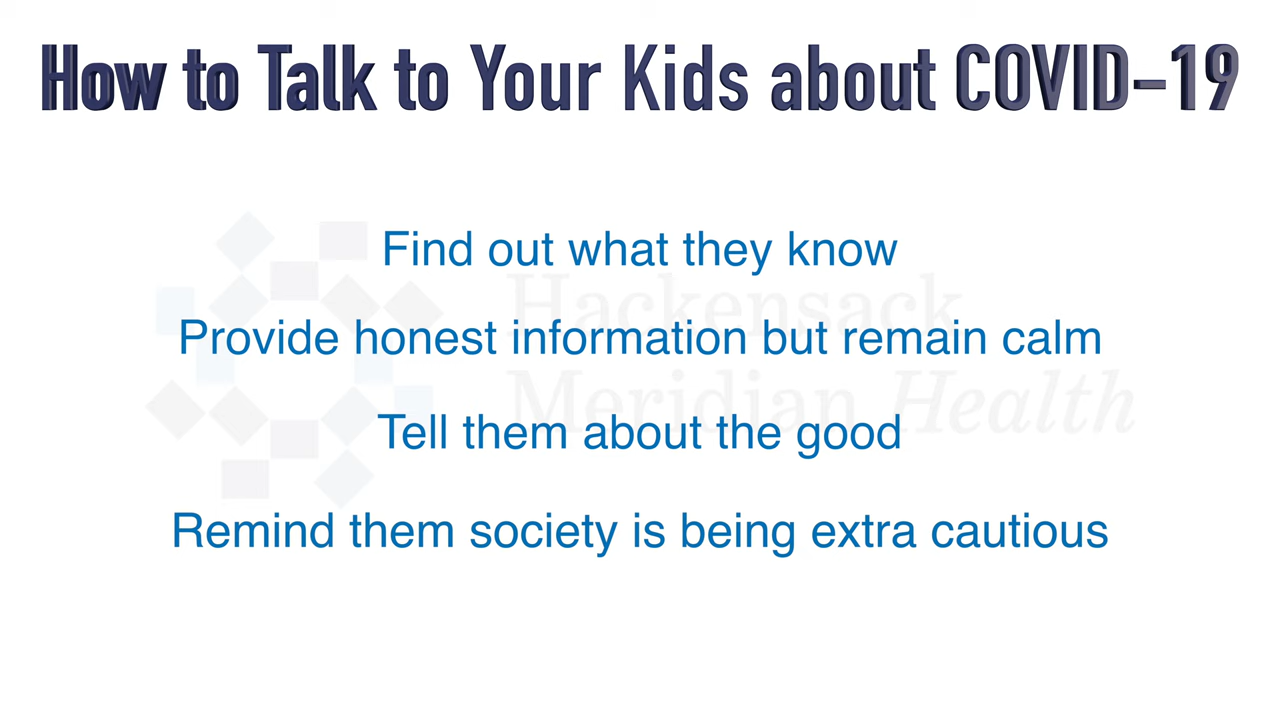 How to Talk to Your Kids about COVID-19
Find out what they know
Hackensack
Provide honest information but remain calm
Meridian Health
Tell them about the good
Remind them society is being extra cautious